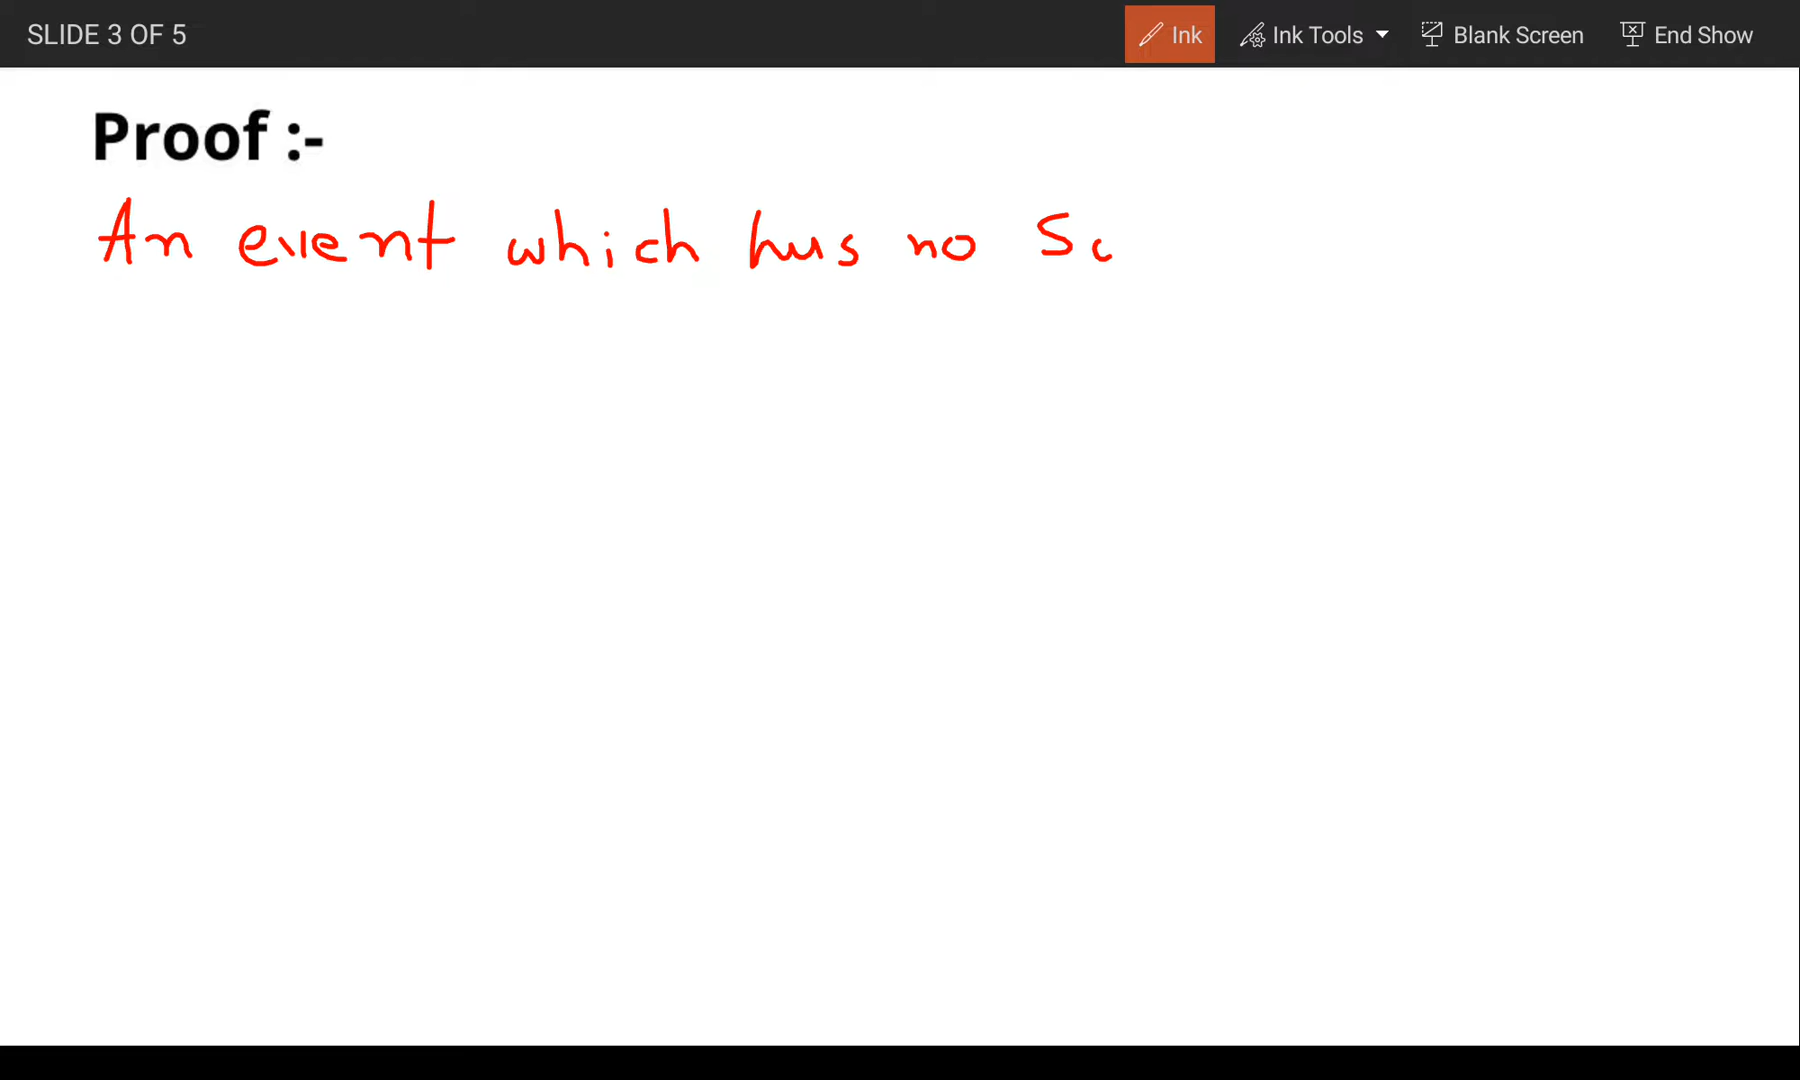 SLIDE 3 OF 5 Ink Ink Tools Blank Screen End Show
Proof :-
An event which has no